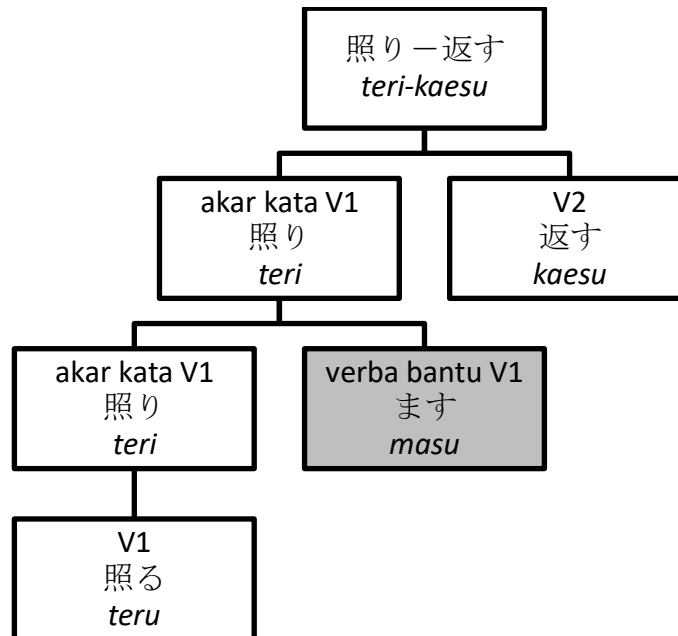 照り－返す
teri-kaesu
akar kata V1
照り
teri
V2
返す
kaesu
akar kata V1
照り
teri
verba bantu V1
ます
masu
V1
照る
teru